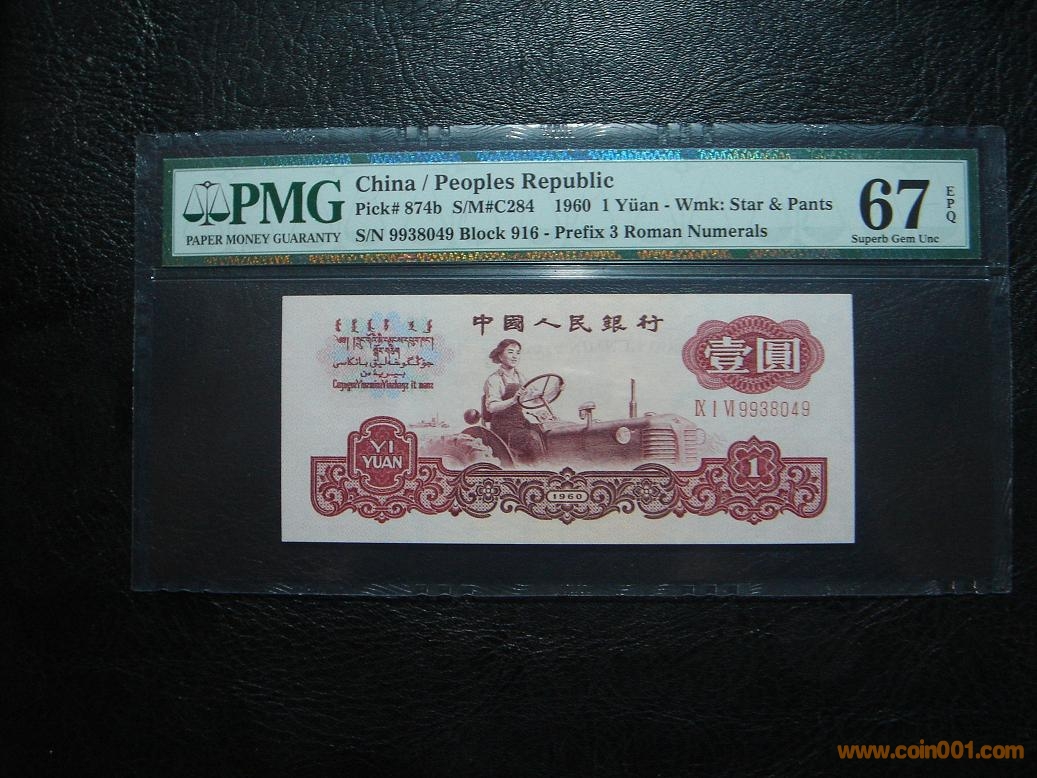 China / Peoples Republic
PMG
Pick# 874b S/M#C284 1960 1 Yüan - Wmk: Star & Pants
PAPER MONEY GUARANTY
S/N 9938049 Block 916 - Prefix 3 Roman Numerals
67
EPQ
Superb Gem Unc
中國人民銀行
壹圓
IX I VI 9938049
YI
YUAN
1
1960
www.coin001.com